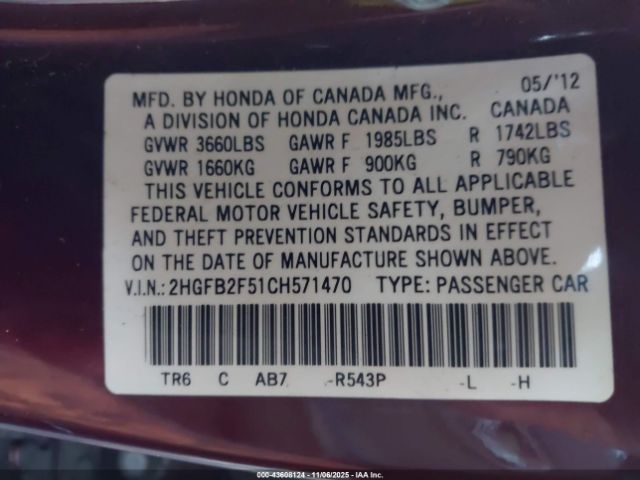 MFD. BY HONDA OF CANADA MFG., 05/'12
A DIVISION OF HONDA CANADA INC. CANADA
GVWR 3660LBS GAWR F 1985LBS R 1742LBS
GVWR 1660KG GAWR F 900KG R 790KG
THIS VEHICLE CONFORMS TO ALL APPLICABLE
FEDERAL MOTOR VEHICLE SAFETY, BUMPER,
AND THEFT PREVENTION STANDARDS IN EFFECT
ON THE DATE OF MANUFACTURE SHOWN ABOVE.
V.I.N.: 2HGFB2F51CH571470 TYPE: PASSENGER CAR
TR6 C AB7 -R543P -L -H
000-43608124 - 11/06/2025 - IAA Inc.